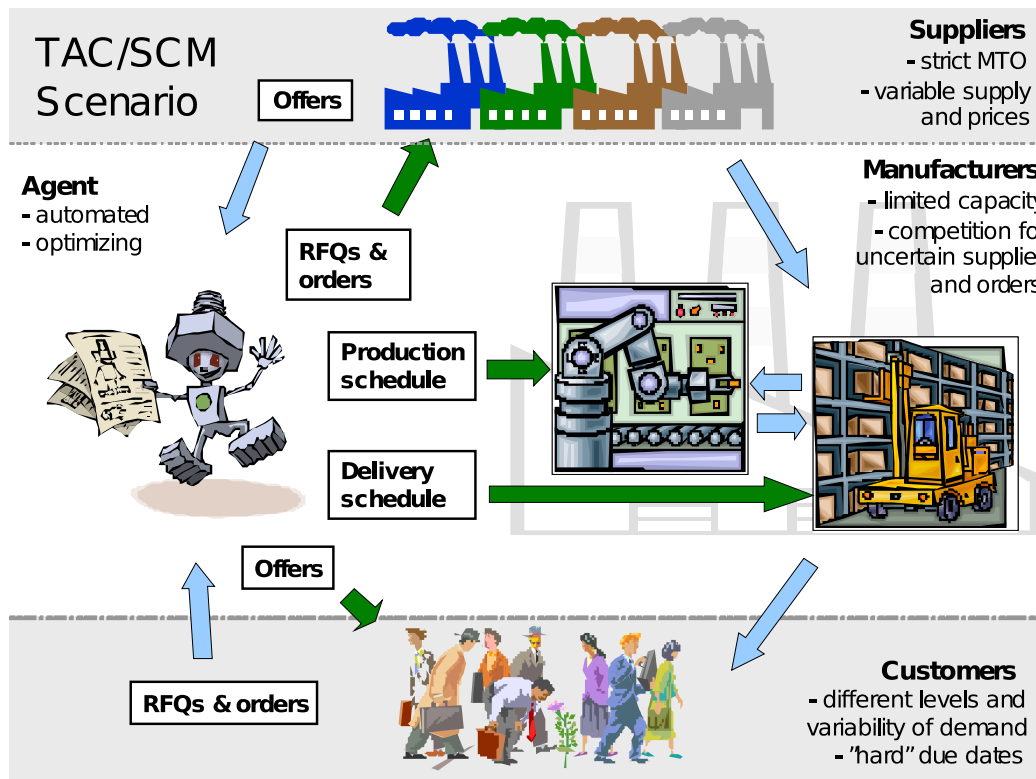 TAC/SCM
Scenario
Offers
Suppliers
- strict MTO
- variable supply
and prices
Agent
- automated
- optimizing
Manufacturers
- limited capacity
- competition fo
uncertain supplie
and orders
RFQs &
orders
Production
schedule
Delivery
schedule
Offers
RFQs & orders
Customers
- different levels and
variability of demand
- "hard" due dates